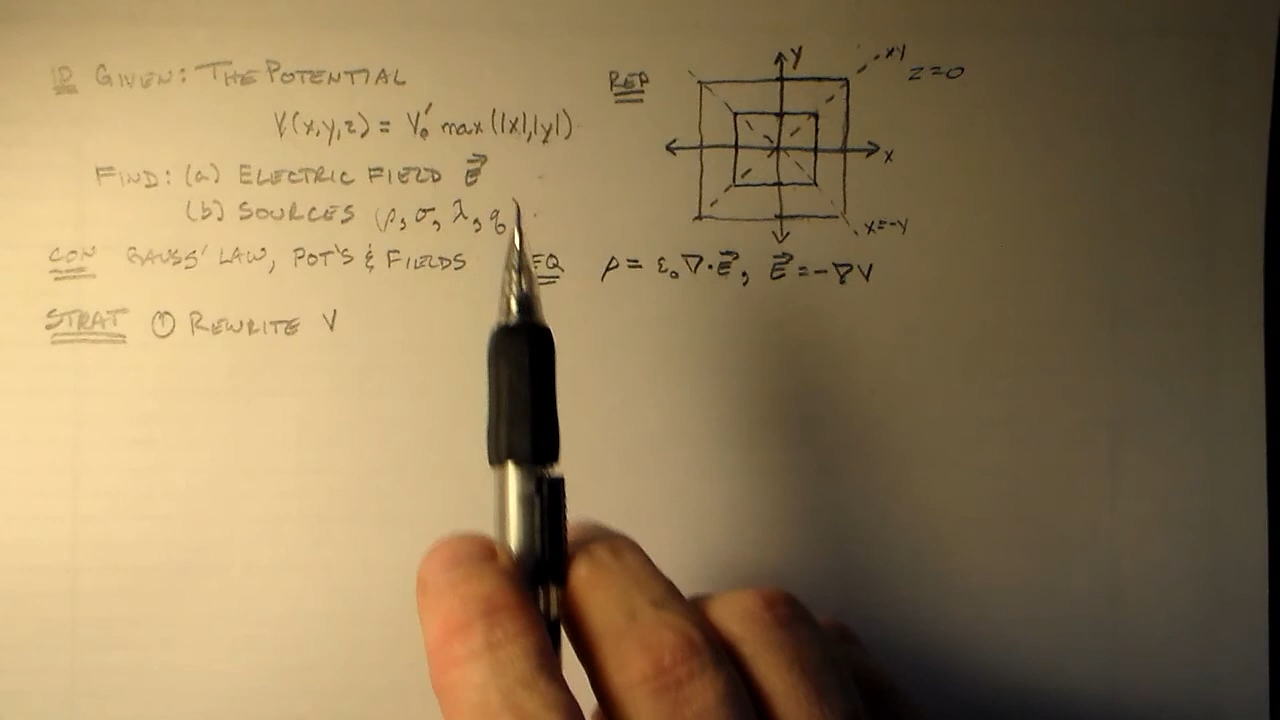 ID GIVEN: THE POTENTIAL
V(x,y,z) = V₀' max(|x|,|y|)
FIND: (a) ELECTRIC FIELD E⃗
(b) SOURCES (ρ, σ, λ, q
CON GAUSS' LAW, POT'S & FIELDS
EQ ρ = ε₀ ∇·E⃗, E⃗ = -∇V
STRAT ① REWRITE V
REP
Y
XY
z=0
x
x=-y